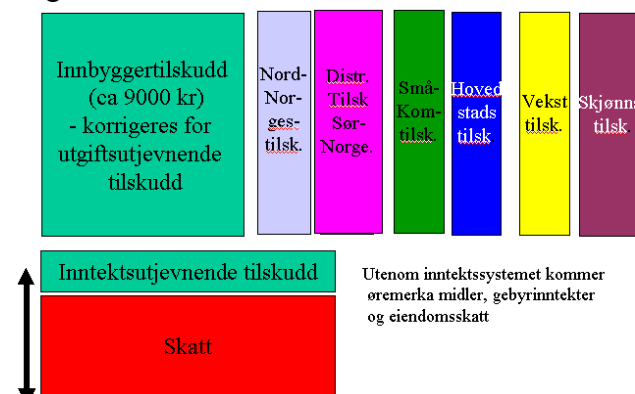 Innbyggertilskudd
(ca 9000 kr)
- korrigeres for
utgiftsutjevnende
tilskudd
Nord-
Nor-
ges-
tilsk.
Distr.
Tilsk
Sør-
Norge.
Små-
Kom-
tilsk.
Hoved
stads
tilsk
Vekst
tilsk.
Skjønns
tilsk.
Inntektsutjevnende tilskudd
Skatt
Utenom inntektssystemet kommer
øremerka midler, gebyrinntekter
og eiendomsskatt